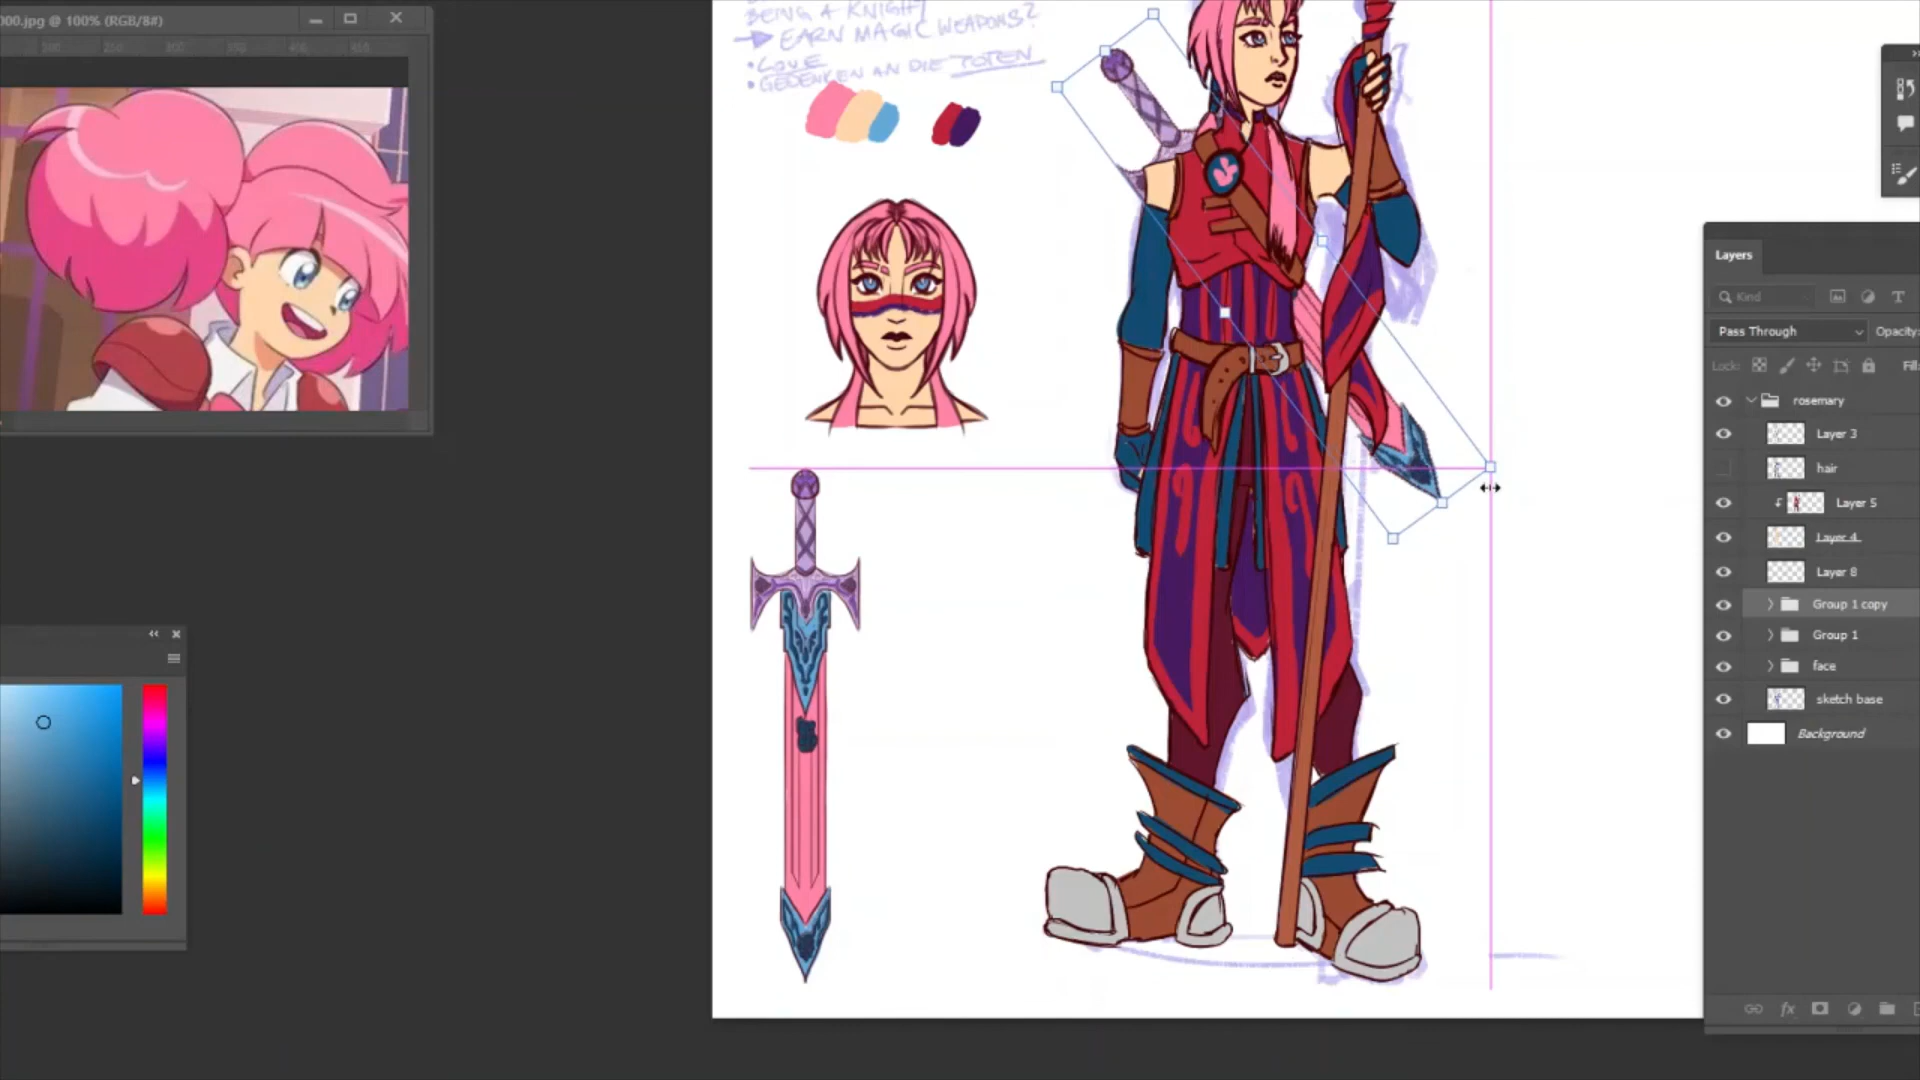 000.jpg @ 100% (RGB/8#)
BEING A KNIGHT
EARN MAGIC WEAPONS?
• LOVE
• GEDENKEN AN DIE TOTEN
Layers
Kind
Pass Through
Opacity:
Lock:
Fill
rosemary
Layer 3
hair
Layer 5
Layer 4
Layer 8
Group 1 copy
Group 1
face
sketch base
Background